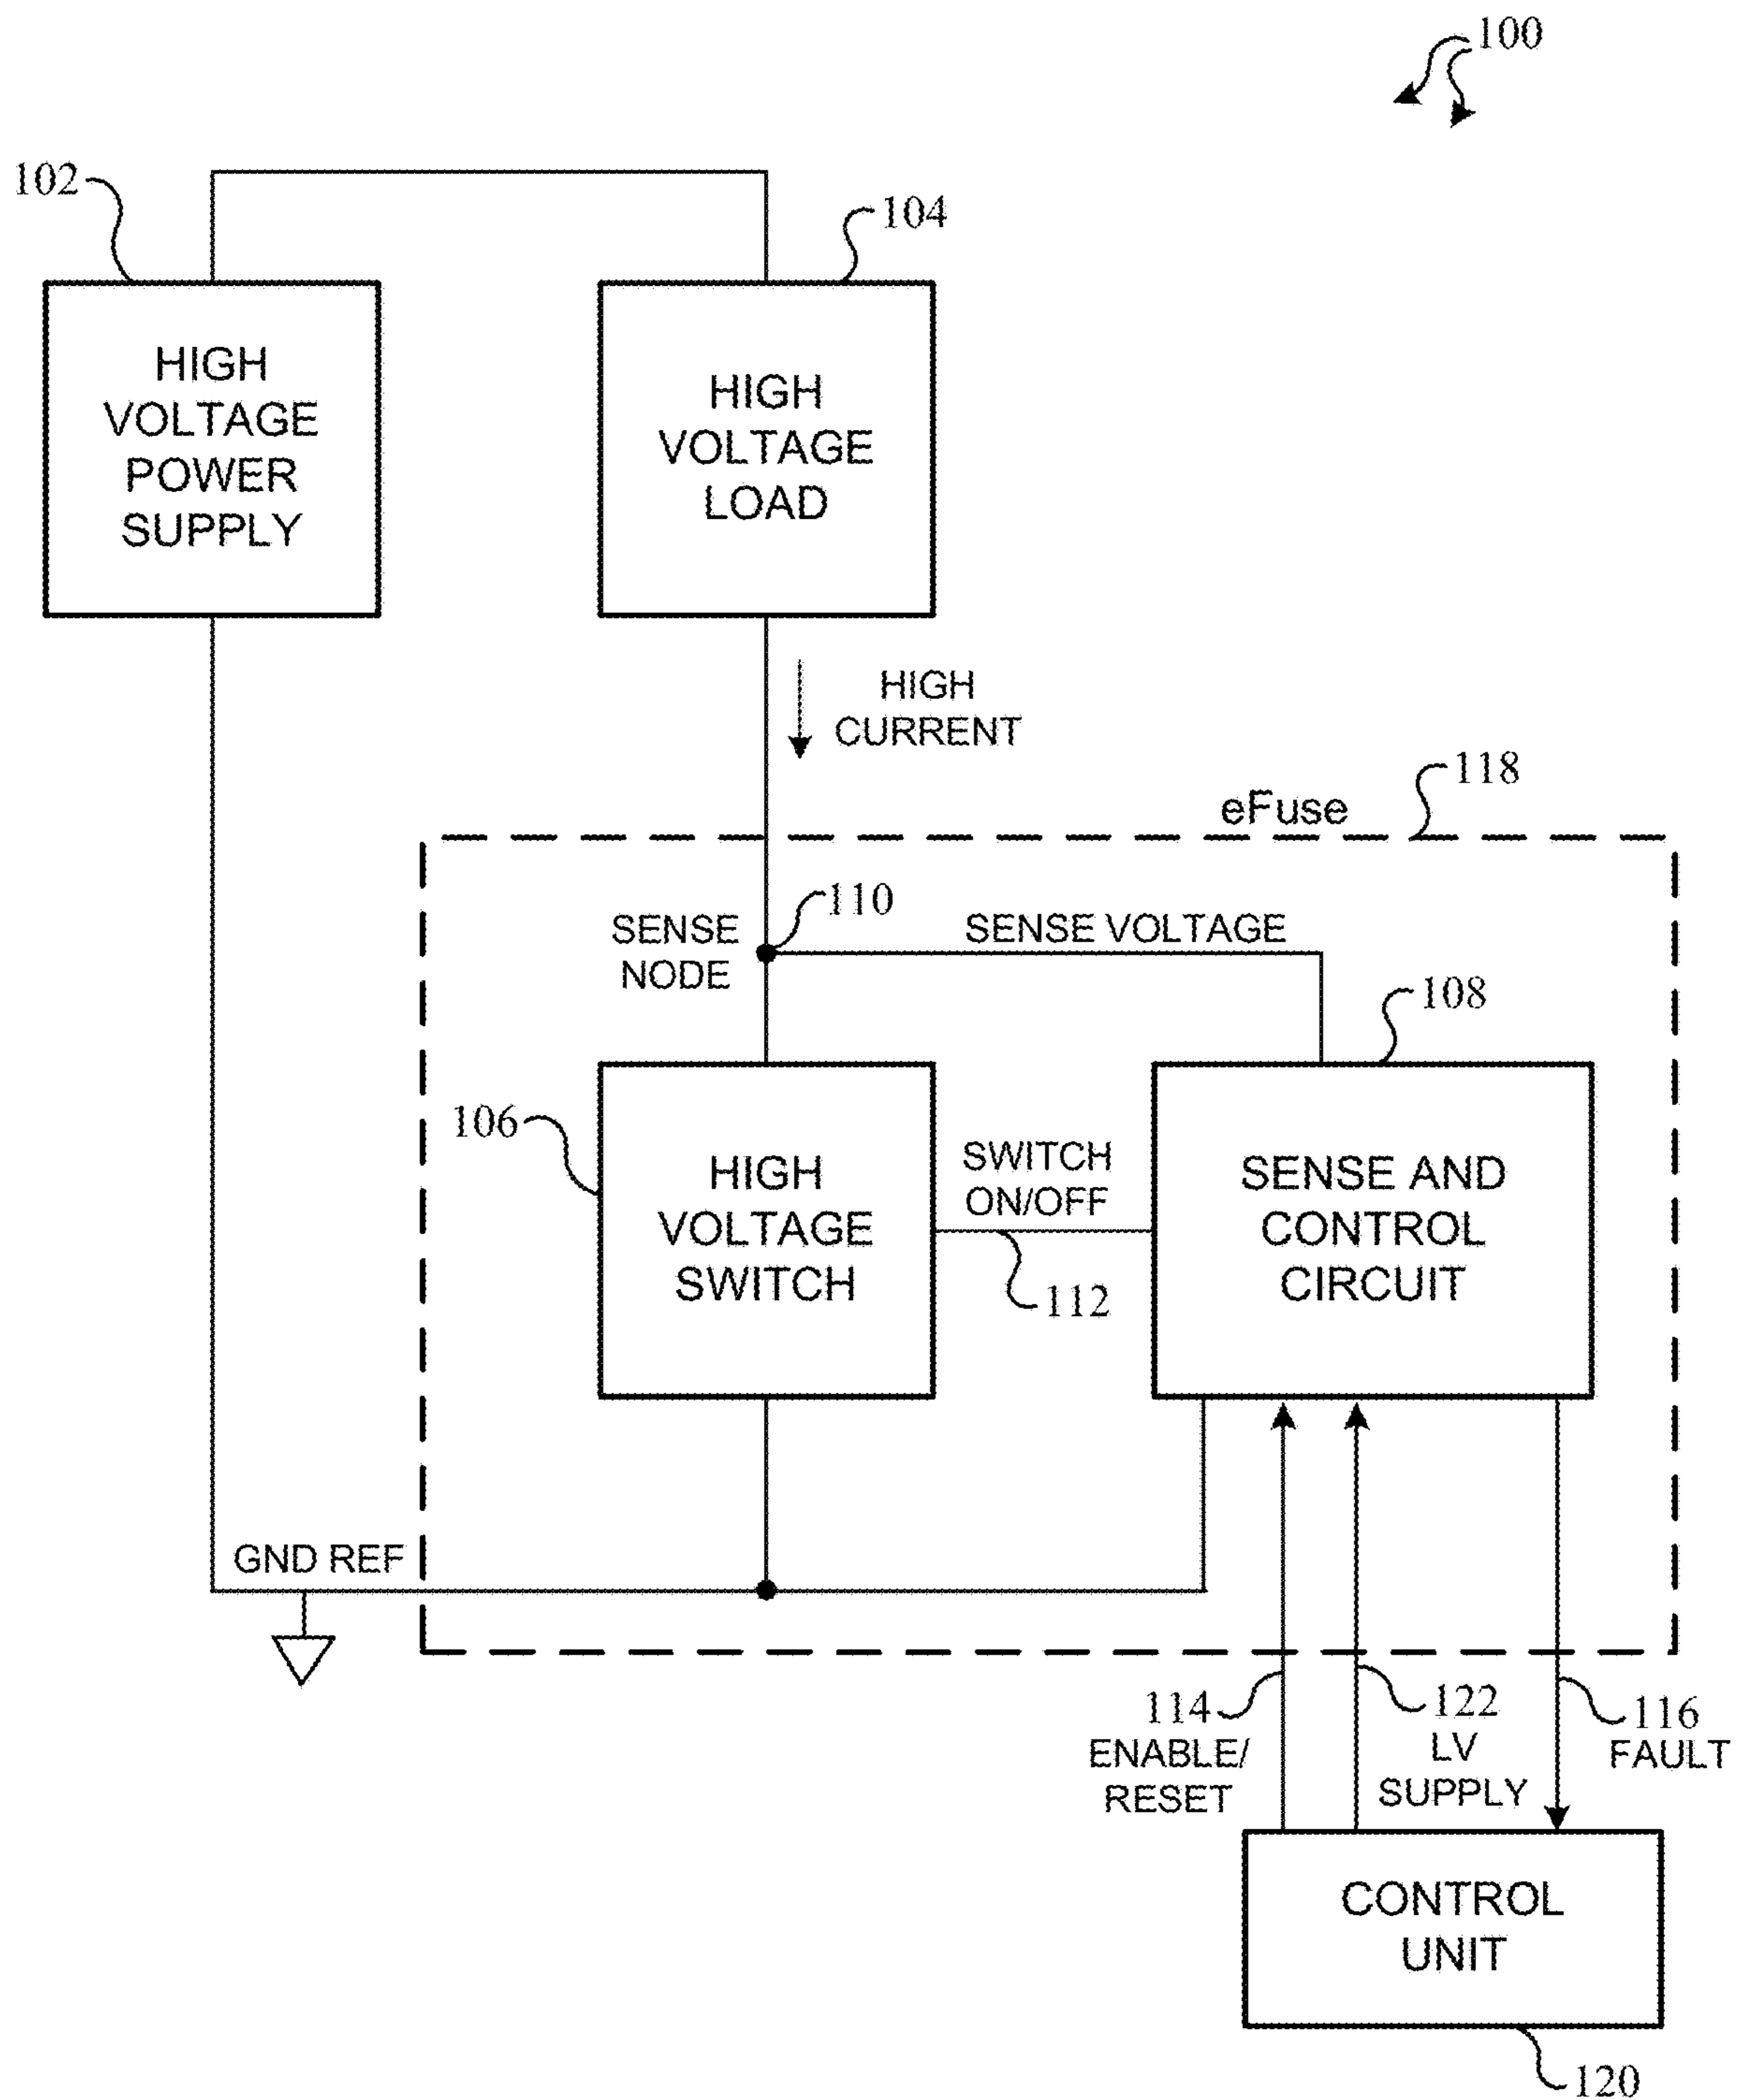 100
102
104
HIGH
VOLTAGE
POWER
SUPPLY
HIGH
VOLTAGE
LOAD
HIGH
CURRENT
118
eFuse
110
SENSE
NODE
SENSE VOLTAGE
108
106
HIGH
VOLTAGE
SWITCH
SWITCH
ON/OFF
112
SENSE AND
CONTROL
CIRCUIT
GND REF
114
ENABLE/
RESET
122
LV
SUPPLY
116
FAULT
CONTROL
UNIT
120